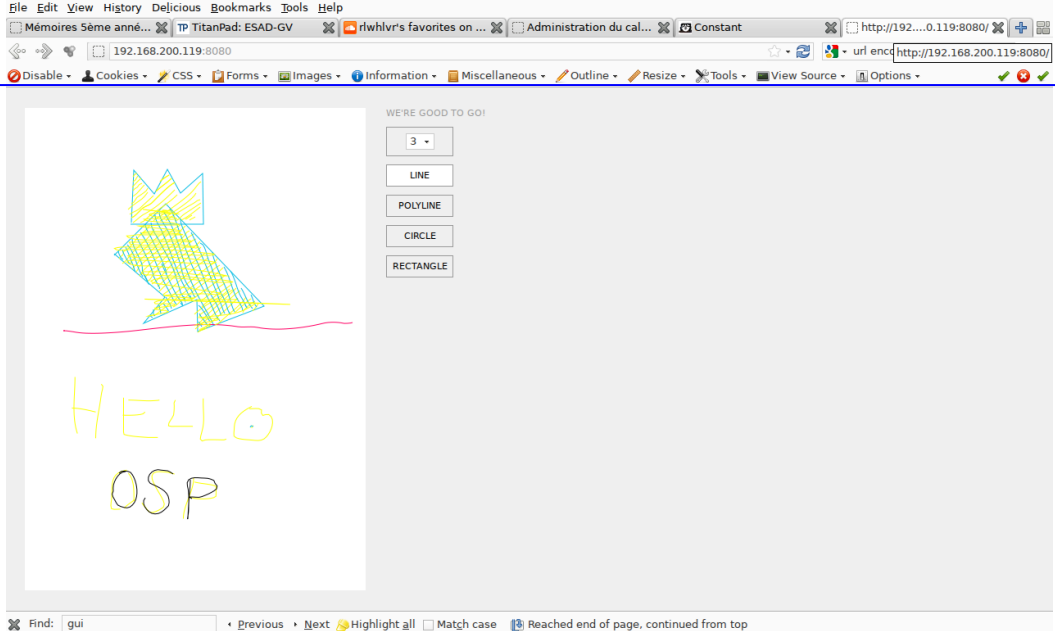 File Edit View History Delicious Bookmarks Tools Help
Mémoires 5ème anné... TitanPad: ESAD-GV rlwhlvr's favorites on ... Administration du cal... Constant http://192....0.119:8080/
192.168.200.119:8080 url enco http://192.168.200.119:8080/
Disable Cookies CSS Forms Images Information Miscellaneous Outline Resize Tools View Source Options
WE'RE GOOD TO GO!
3
LINE
POLYLINE
CIRCLE
RECTANGLE
HELLO
OSP
Find: gui Previous Next Highlight all Match case Reached end of page, continued from top